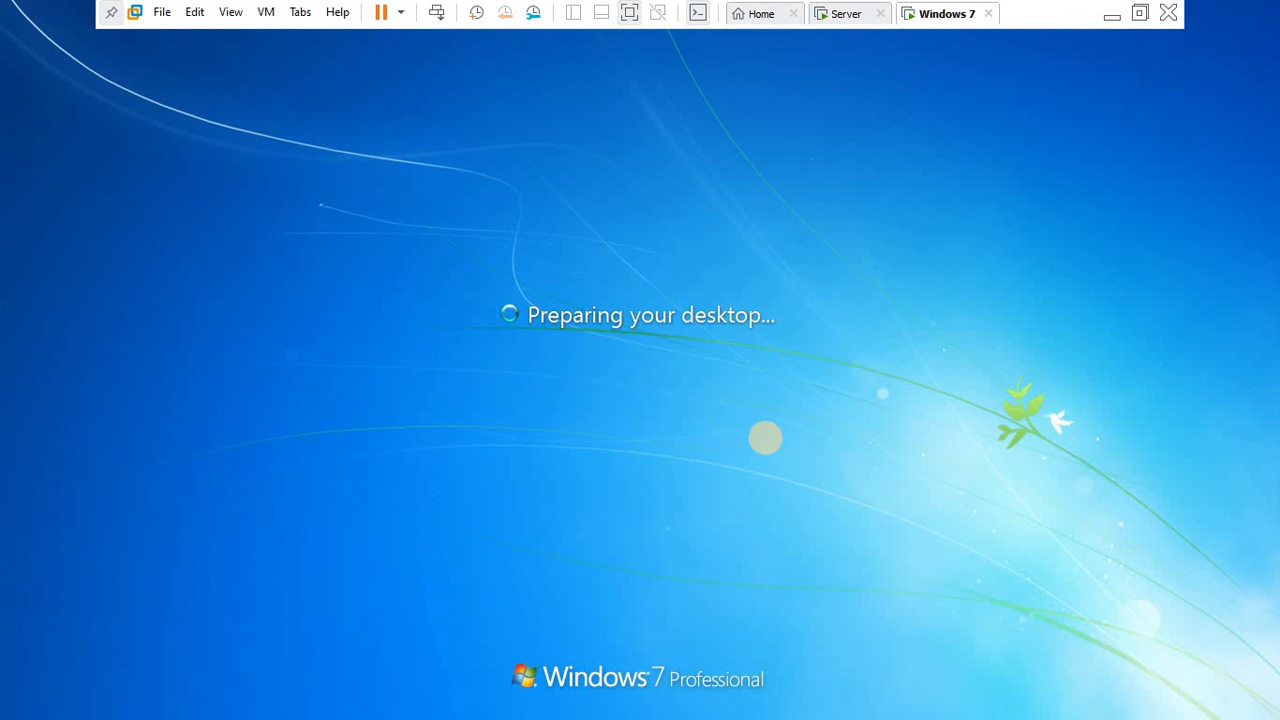 File Edit View VM Tabs Help Home Server Windows 7
Preparing your desktop...
Windows 7 Professional